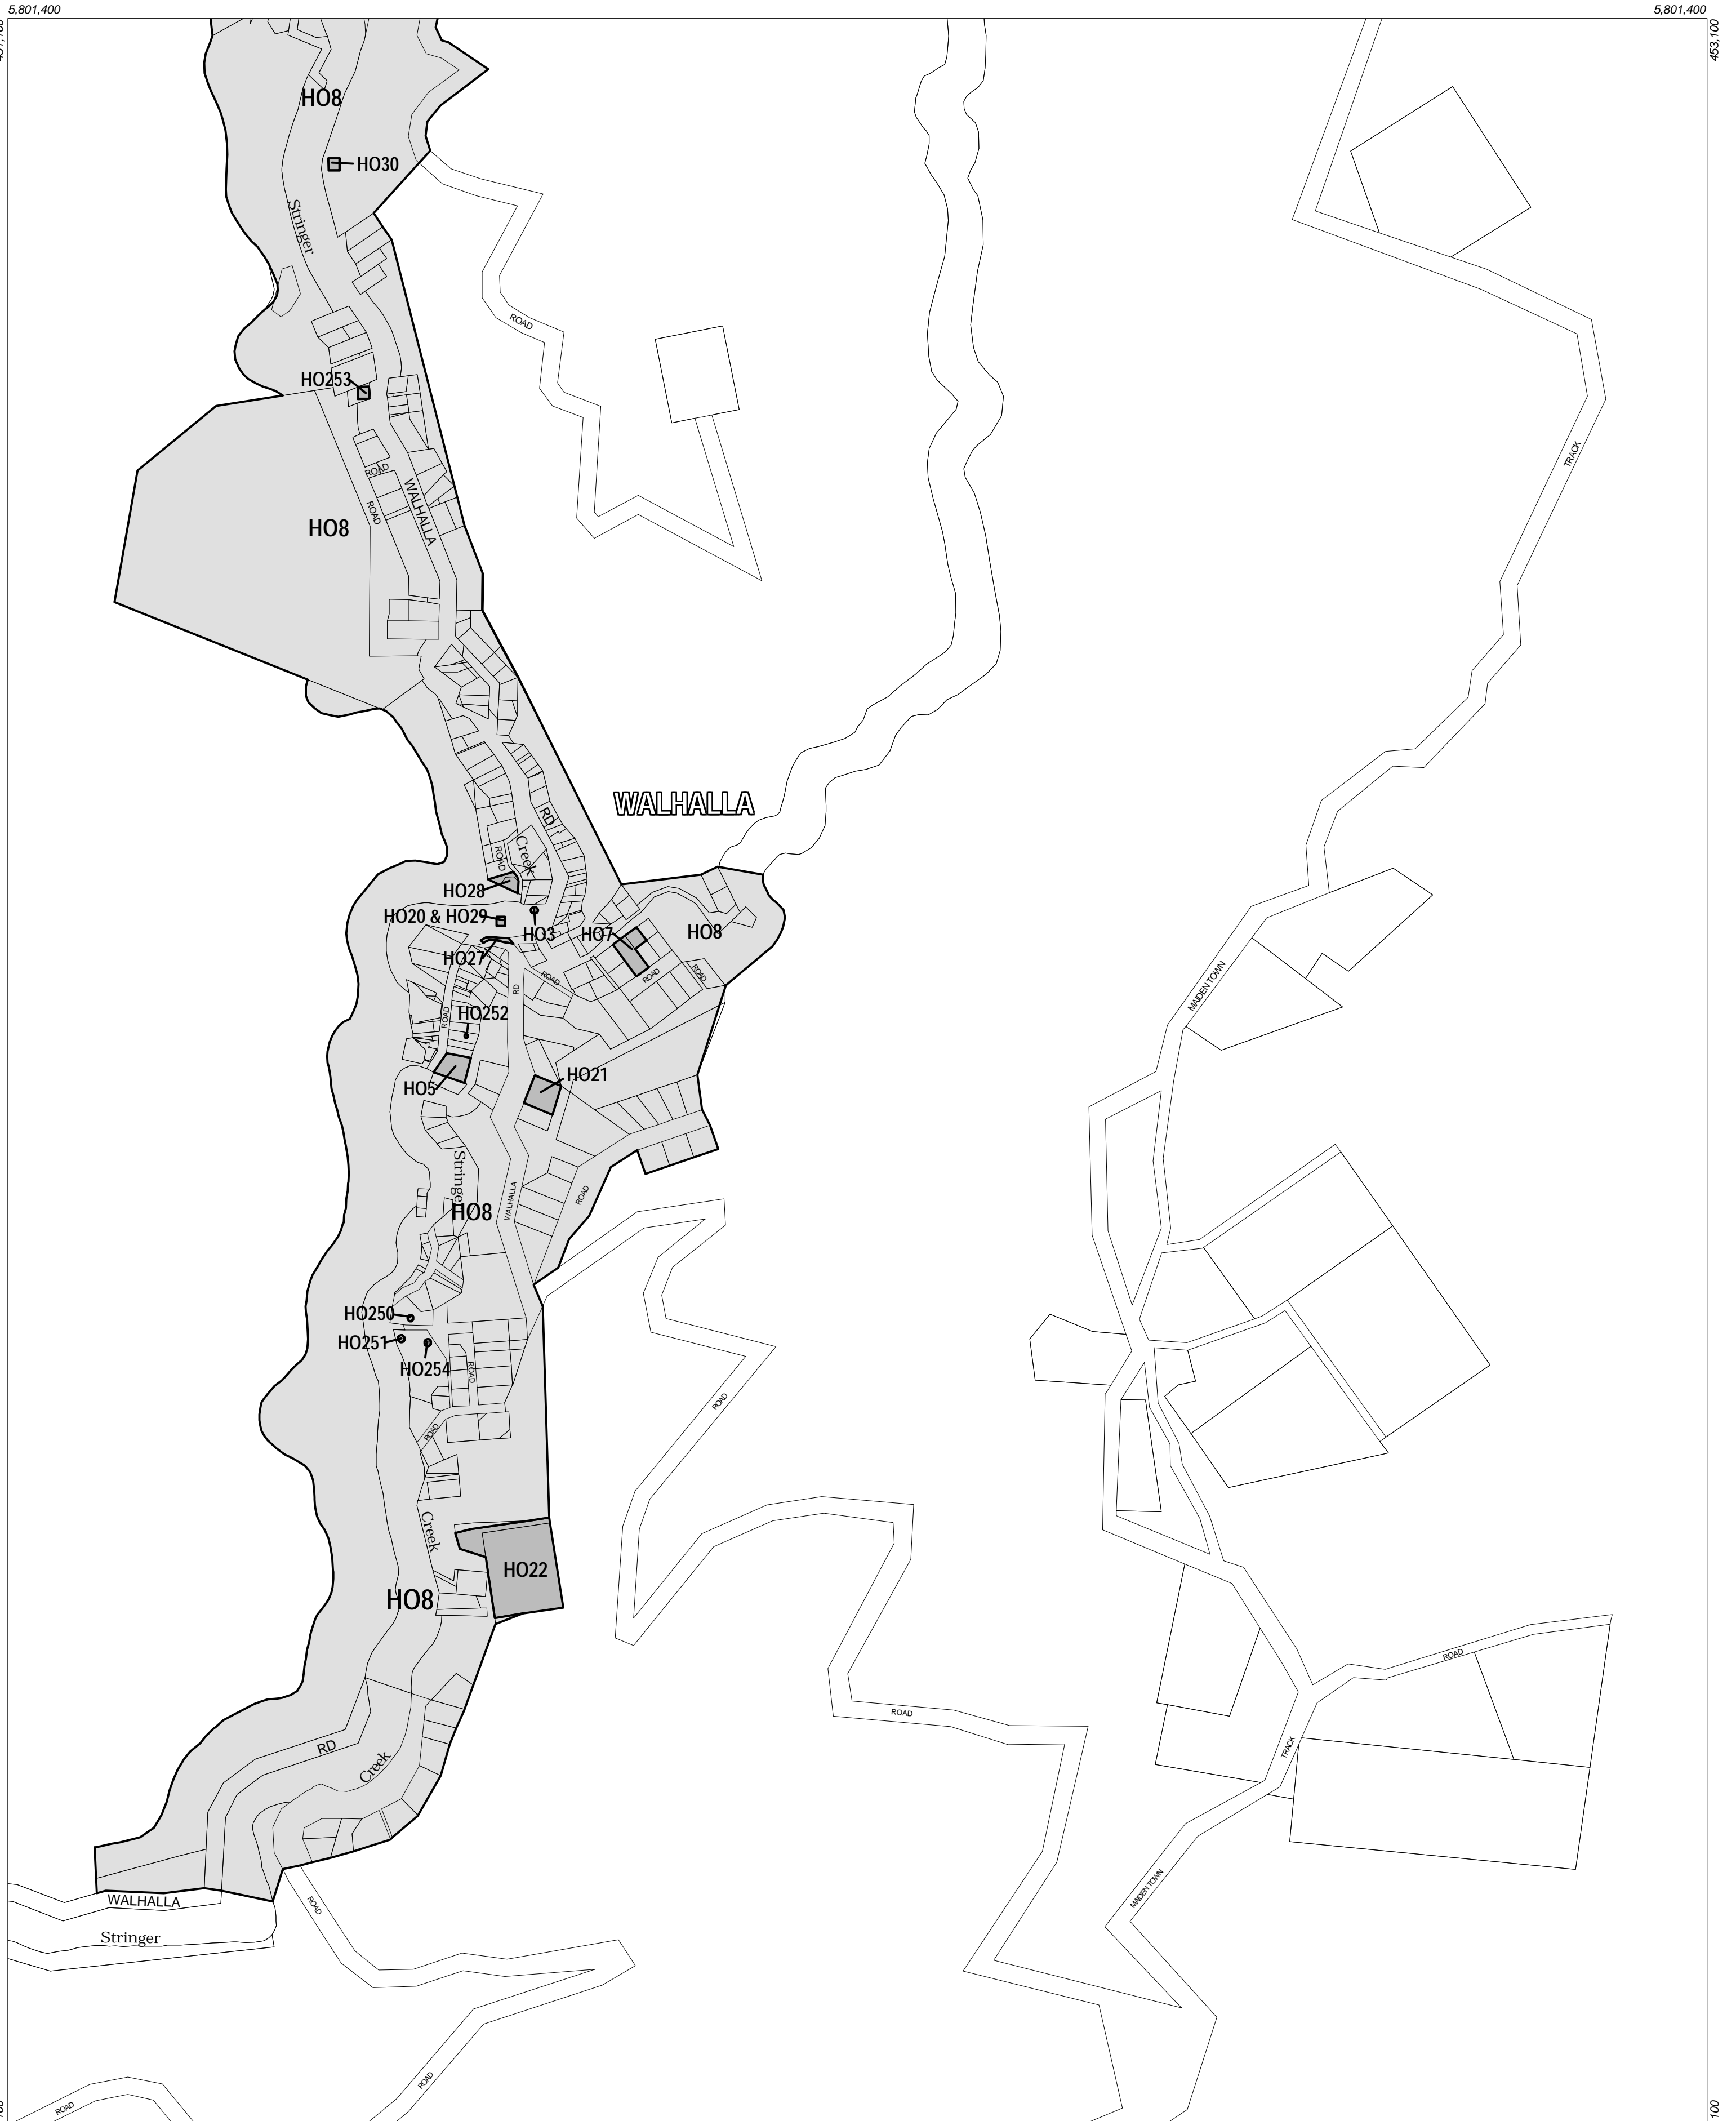 5,801,400
5,801,400
453,100
HO8
HO30
Stringer
ROAD
HO253
TRACK
ROAD
WALHALLA
ROAD
HO8
WALHALLA
RD
Creek
ROAD
HO28
HO20 & HO29
HO3
HO7
HO8
HO27
ROAD
ROAD
ROAD
RD
MAIDEN TOWN
HO252
ROAD
HO21
HO5
Stringer
WALHALLA
ROAD
HO8
HO250
HO251
HO254
ROAD
ROAD
ROAD
Creek
HO22
HO8
ROAD
ROAD
RD
TRACK
Creek
MAIDEN TOWN
WALHALLA
ROAD
Stringer
ROAD
ROAD
100